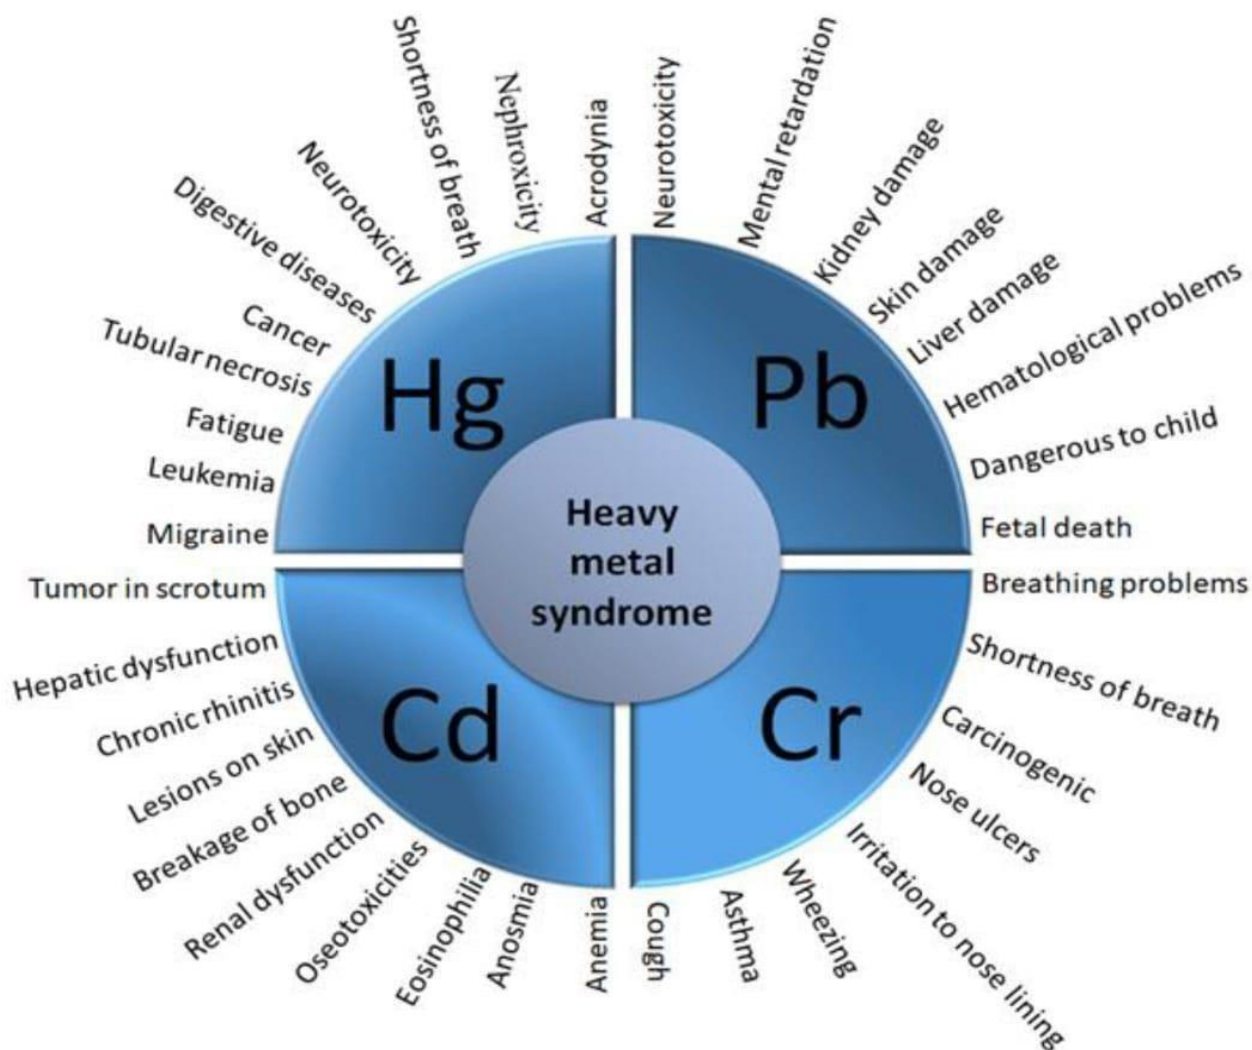 Acrodynia
Nephroxicity
Shortness of breath
Neurotoxicity
Digestive diseases
Cancer
Tubular necrosis
Fatigue
Leukemia
Migraine
Hg
Neurotoxicity
Mental retardation
Kidney damage
Skin damage
Liver damage
Hematological problems
Dangerous to child
Fetal death
Pb
Heavy
metal
syndrome
Tumor in scrotum
Hepatic dysfunction
Chronic rhinitis
Lesions on skin
Breakage of bone
Renal dysfunction
Oseotoxicities
Eosinophilia
Anosmia
Anemia
Cd
Breathing problems
Shortness of breath
Carcinogenic
Nose ulcers
Irritation to nose lining
Wheezing
Asthma
Cough
Cr